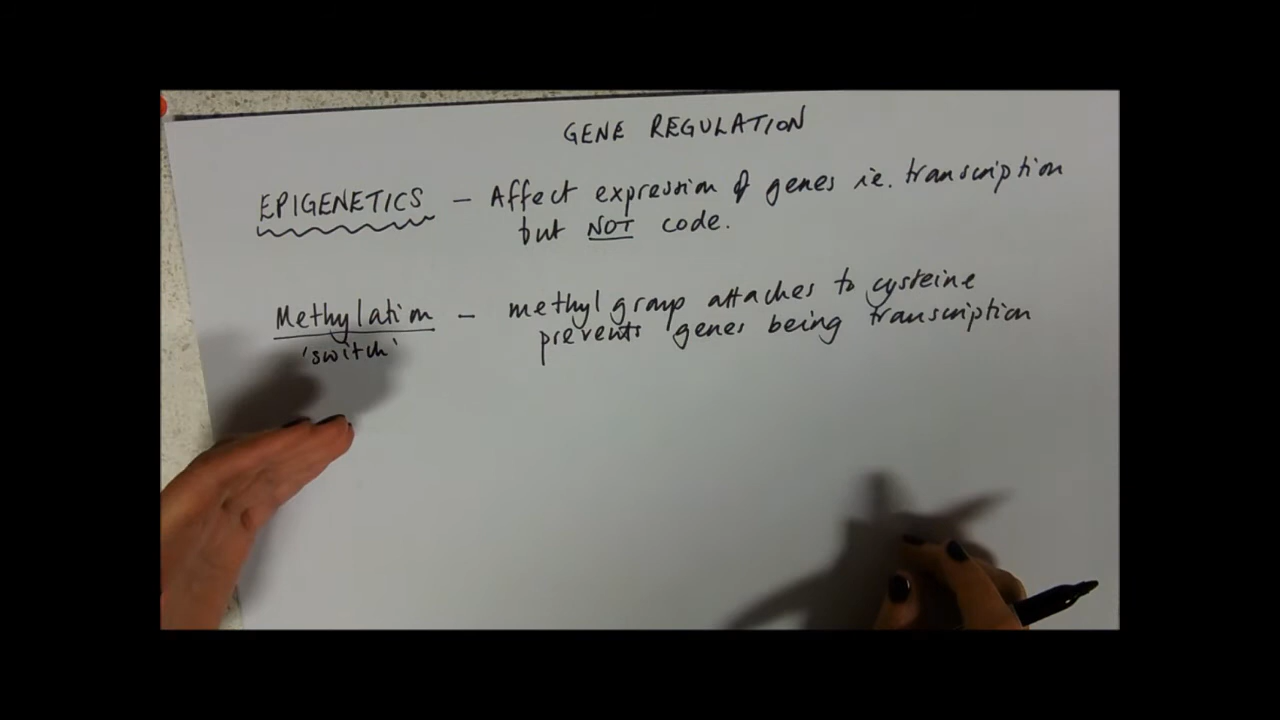 GENE REGULATION
EPIGENETICS - Affect expression of genes ie. transcription
but NOT code.
Methylation - methyl group attaches to cysteine
prevents genes being transcription
'switch'